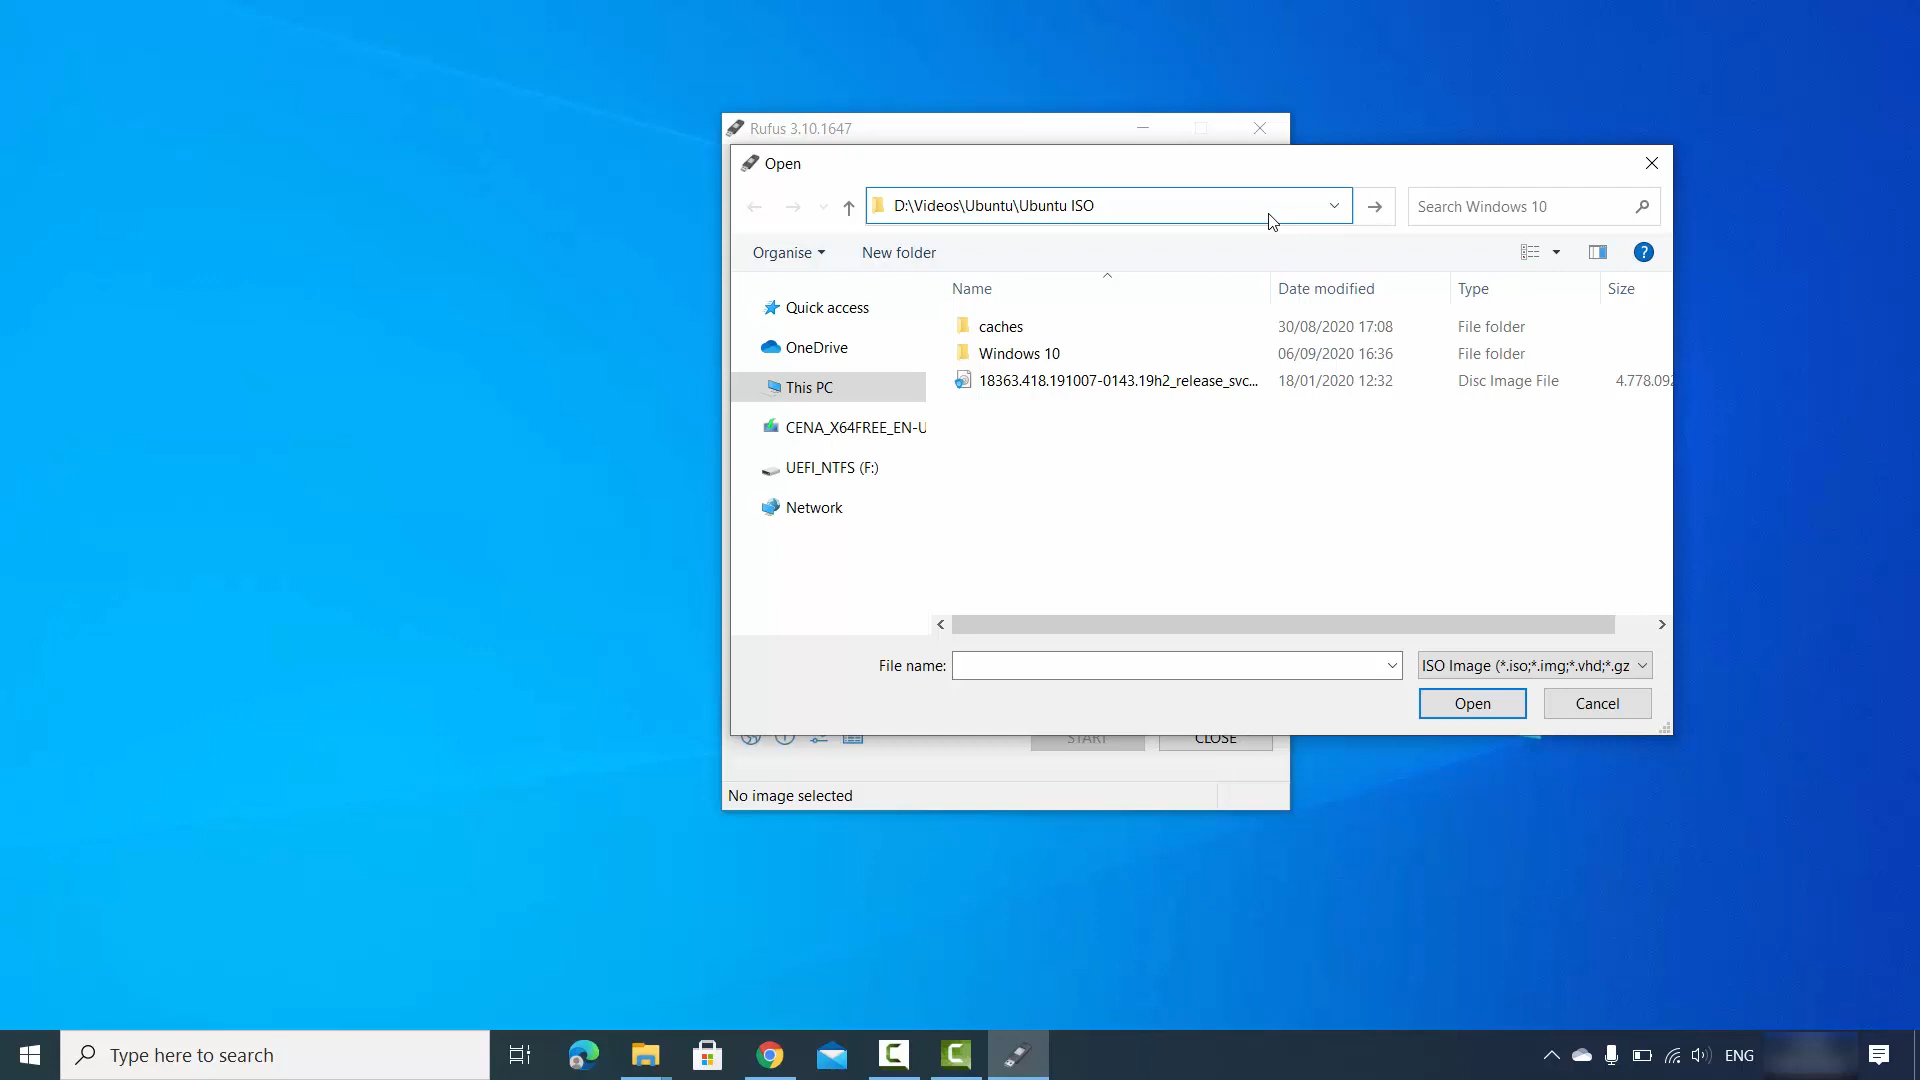 Rufus 3.10.1647
Open
D:\Videos\Ubuntu\Ubuntu ISO
Search Windows 10
Organise
New folder
?
Name
Date modified
Type
Size
Quick access
OneDrive
This PC
CENA_X64FREE_EN-U
UEFI_NTFS (F:)
Network
caches 30/08/2020 17:08 File folder
Windows 10 06/09/2020 16:36 File folder
18363.418.191007-0143.19h2_release_svc... 18/01/2020 12:32 Disc Image File 4.778.092
File name:
ISO Image (*.iso;*.img;*.vhd;*.gz
Open
Cancel
START
CLOSE
No image selected
Type here to search
ENG